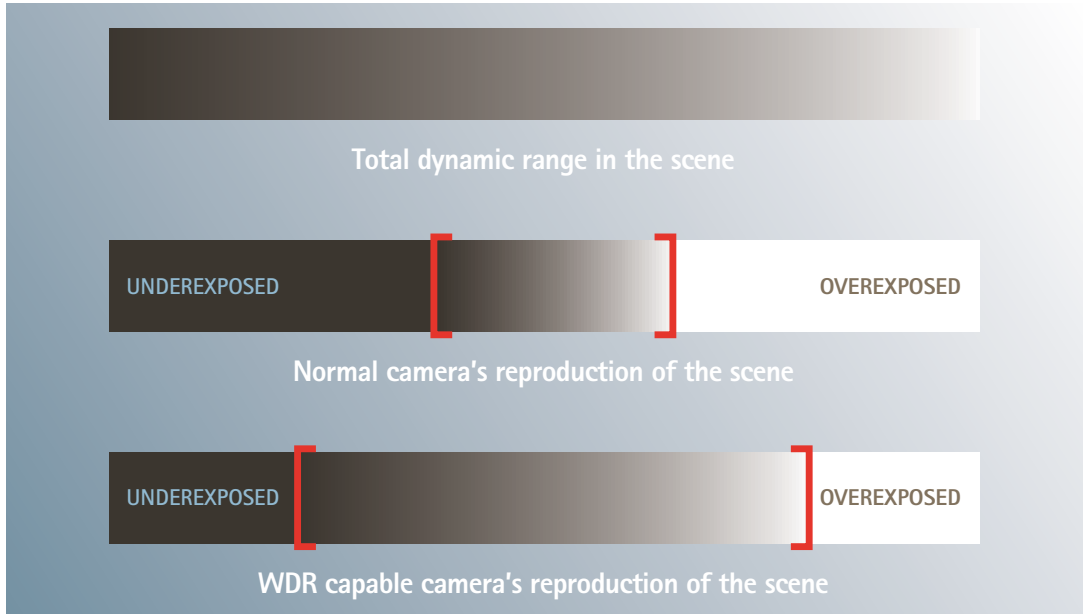 Total dynamic range in the scene
UNDEREXPOSED
OVEREXPOSED
Normal camera's reproduction of the scene
UNDEREXPOSED
OVEREXPOSED
WDR capable camera's reproduction of the scene